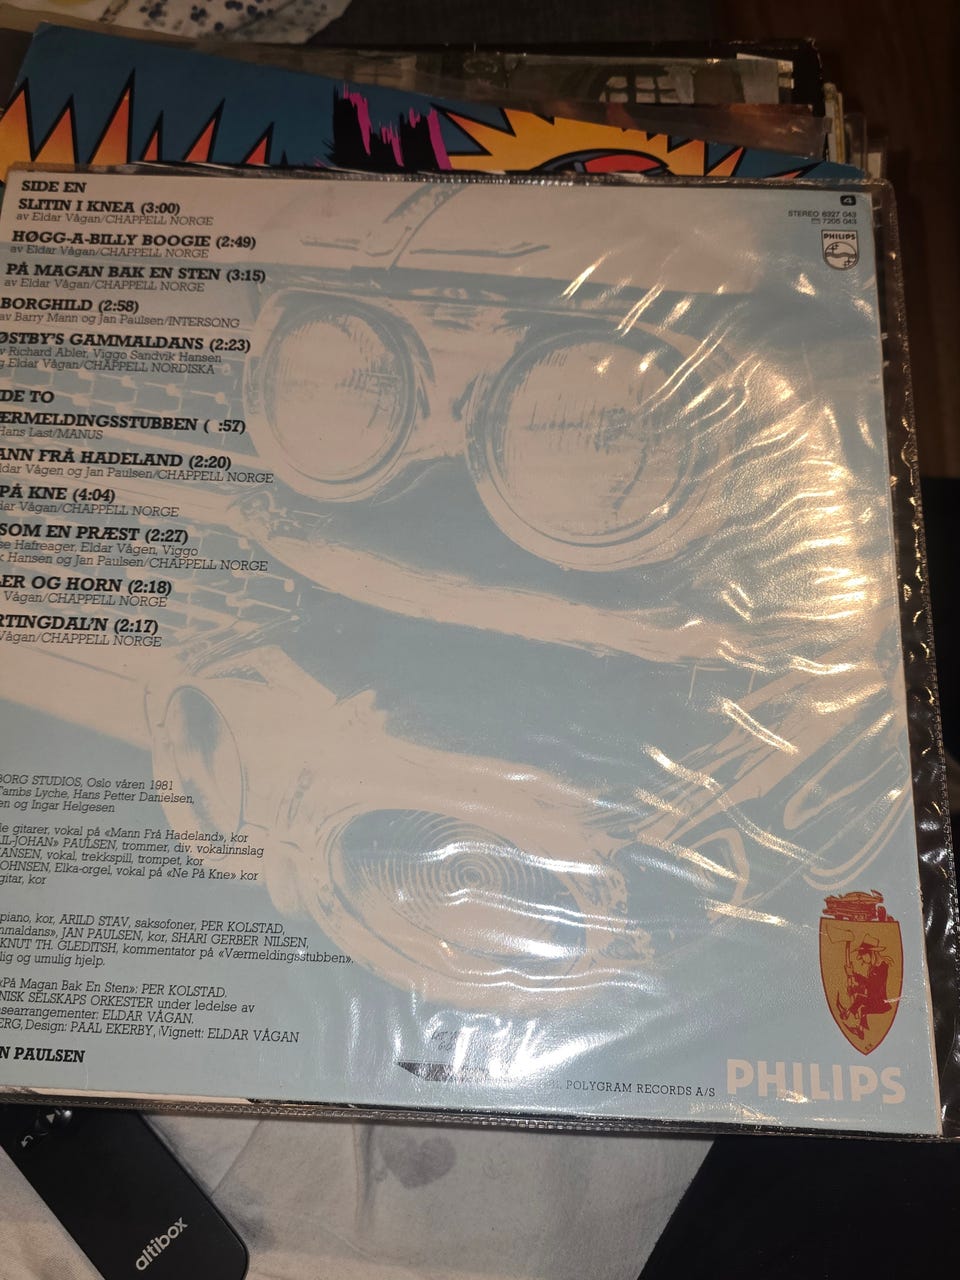 SIDE EN
SLITIN I KNEA (3:00)
av Eldar Vågan/CHAPPELL NORGE
HØGG-A-BILLY BOOGIE (2:49)
av Eldar Vågan/CHAPPELL NORGE
PÅ MAGAN BAK EN STEN (3:15)
av Eldar Vågan/CHAPPELL NORGE
BORGHILD (2:58)
av Barry Mann og Jan Paulsen/INTERSONG
ØSTBY'S GAMMALDANS (2:23)
v Richard Abler, Viggo Sandvik Hansen
g Eldar Vågan/CHAPPELL NORDISKA
DE TO
ÆRMELDINGSSTUBBEN ( :57)
Hans Last/MANUS
ANN FRÅ HADELAND (2:20)
ldar Vågen og Jan Paulsen/CHAPPELL NORGE
PÅ KNE (4:04)
dar Vågan/CHAPPELL NORGE
SOM EN PRÆST (2:27)
se Hafreager, Eldar Vågen, Viggo
k Hansen og Jan Paulsen/CHAPPELL NORGE
ER OG HORN (2:18)
Vågan/CHAPPELL NORGE
RTINGDAL'N (2:17)
Vågan/CHAPPELL NORGE
BORG STUDIOS, Oslo våren 1981
Tambs Lyche, Hans Petter Danielsen,
en og Ingar Helgesen
le gitarer, vokal på «Mann Frå Hadeland», kor
IL-JOHAN» PAULSEN, trommer, div. vokalinnslag
ANSEN, vokal, trekkspill, trompet, kor
OHNSEN, Elka-orgel, vokal på «Ne På Kne» kor
gitar, kor
piano, kor, ARILD STAV, saksofoner, PER KOLSTAD,
mmaldans», JAN PAULSEN, kor, SHARI GERBER NILSEN,
KNUT TH. GLEDITSH, kommentator på «Værmeldingsstubben».
lig og umulig hjelp.
«På Magan Bak En Sten»: PER KOLSTAD.
NISK SELSKAPS ORKESTER under ledelse av
searrangementer: ELDAR VÅGAN.
ERG, Design: PAAL EKERBY, Vignett: ELDAR VÅGAN
N PAULSEN
4
STEREO 6327 043
7205 043
PHILIPS
POLYGRAM RECORDS A/S
PHILIPS
altibox